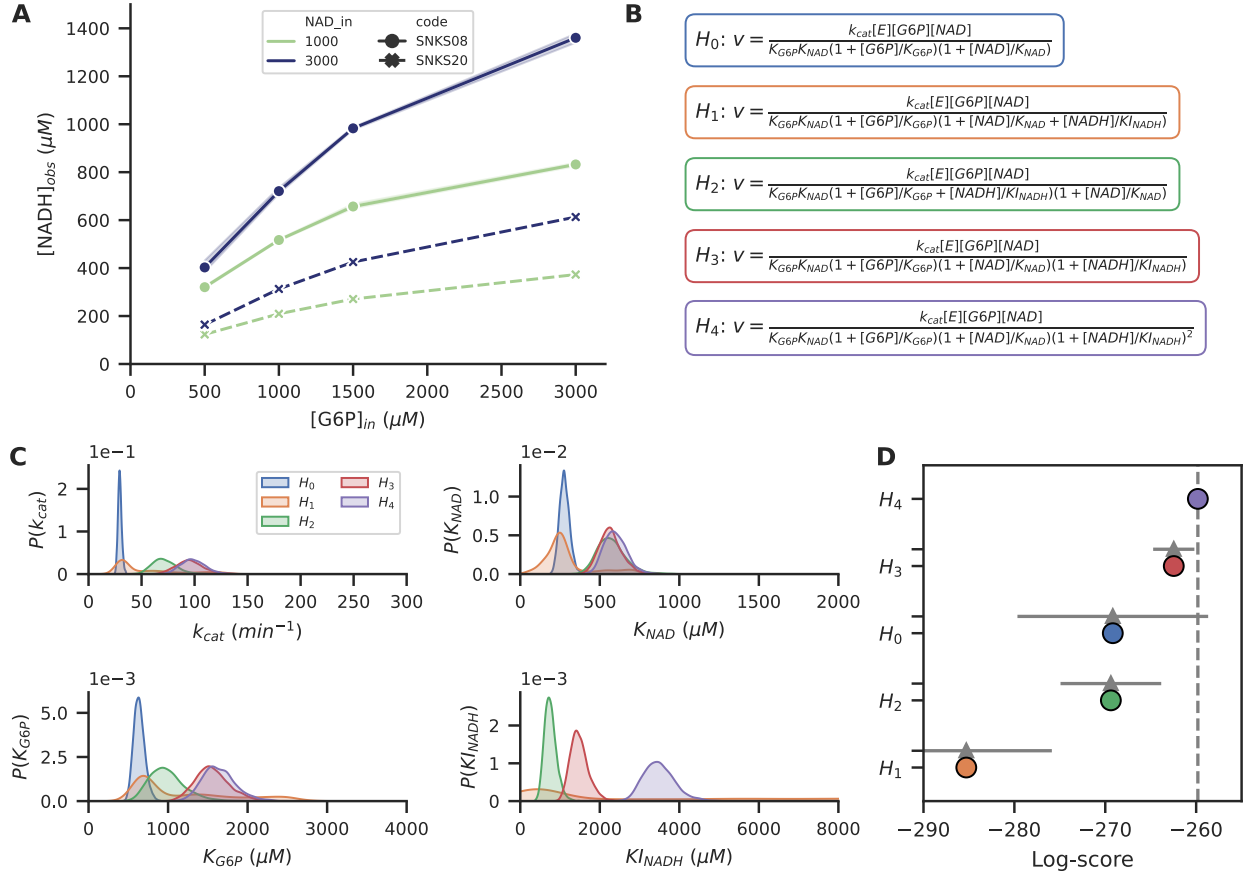 A
NAD_in
1000
3000
code
SNKS08
SNKS20
1400
1200
1000
800
600
400
200
0
[NADH]obs (μM)
0 500 1000 1500 2000 2500 3000
[G6P]in (μM)
B
H0: v = kcat[E][G6P][NAD]
KG6PKNAD(1 + [G6P]/KG6P)(1 + [NAD]/KNAD)
H1: v = kcat[E][G6P][NAD]
KG6PKNAD(1 + [G6P]/KG6P)(1 + [NAD]/KNAD + [NADH]/KINADH)
H2: v = kcat[E][G6P][NAD]
KG6PKNAD(1 + [G6P]/KG6P + [NADH]/KINADH)(1 + [NAD]/KNAD)
H3: v = kcat[E][G6P][NAD]
KG6PKNAD(1 + [G6P]/KG6P)(1 + [NAD]/KNAD)(1 + [NADH]/KINADH)
H4: v = kcat[E][G6P][NAD]
KG6PKNAD(1 + [G6P]/KG6P)(1 + [NAD]/KNAD)(1 + [NADH]/KINADH)²
C
1e−1
P(kcat)
2
1
0
H0
H1
H2
H3
H4
0 50 100 150 200 250 300
kcat (min⁻¹)
1e−2
P(KNAD)
1.0
0.5
0.0
0 500 1000 1500 2000
KNAD (μM)
1e−3
P(KG6P)
5.0
2.5
0.0
0 1000 2000 3000 4000
KG6P (μM)
1e−3
P(KINADH)
2
1
0
0 2000 4000 6000 8000
KINADH (μM)
D
H4
H3
H0
H2
H1
−290 −280 −270 −260
Log-score